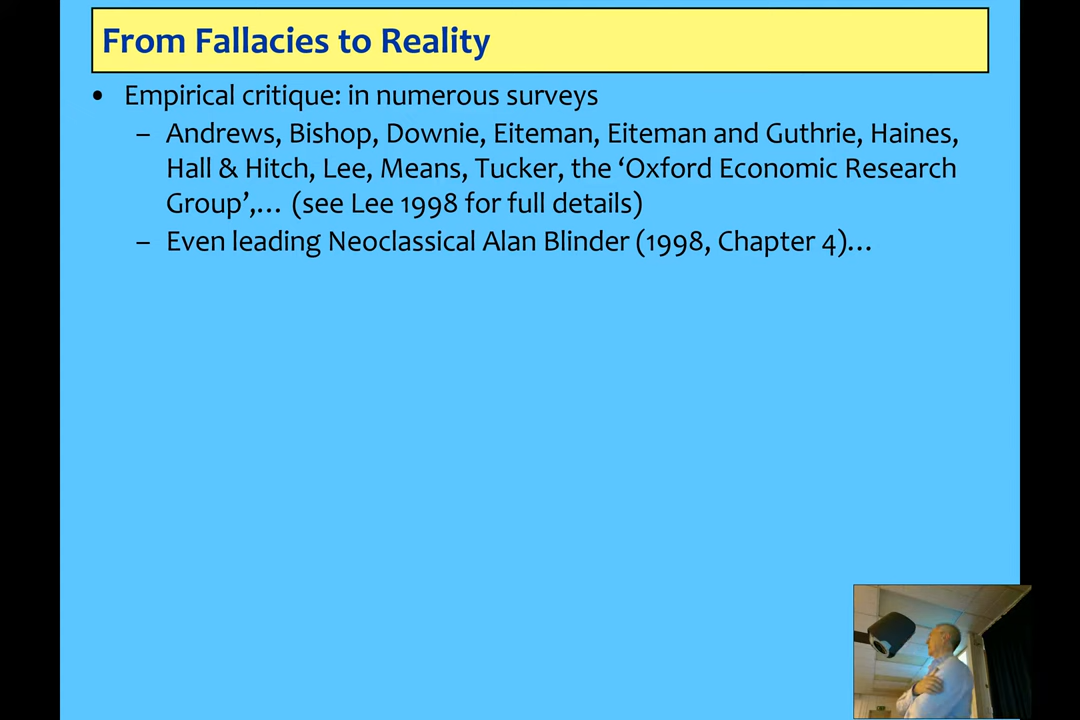 From Fallacies to Reality
• Empirical critique: in numerous surveys
– Andrews, Bishop, Downie, Eiteman, Eiteman and Guthrie, Haines,
Hall & Hitch, Lee, Means, Tucker, the ‘Oxford Economic Research
Group’,… (see Lee 1998 for full details)
– Even leading Neoclassical Alan Blinder (1998, Chapter 4)…